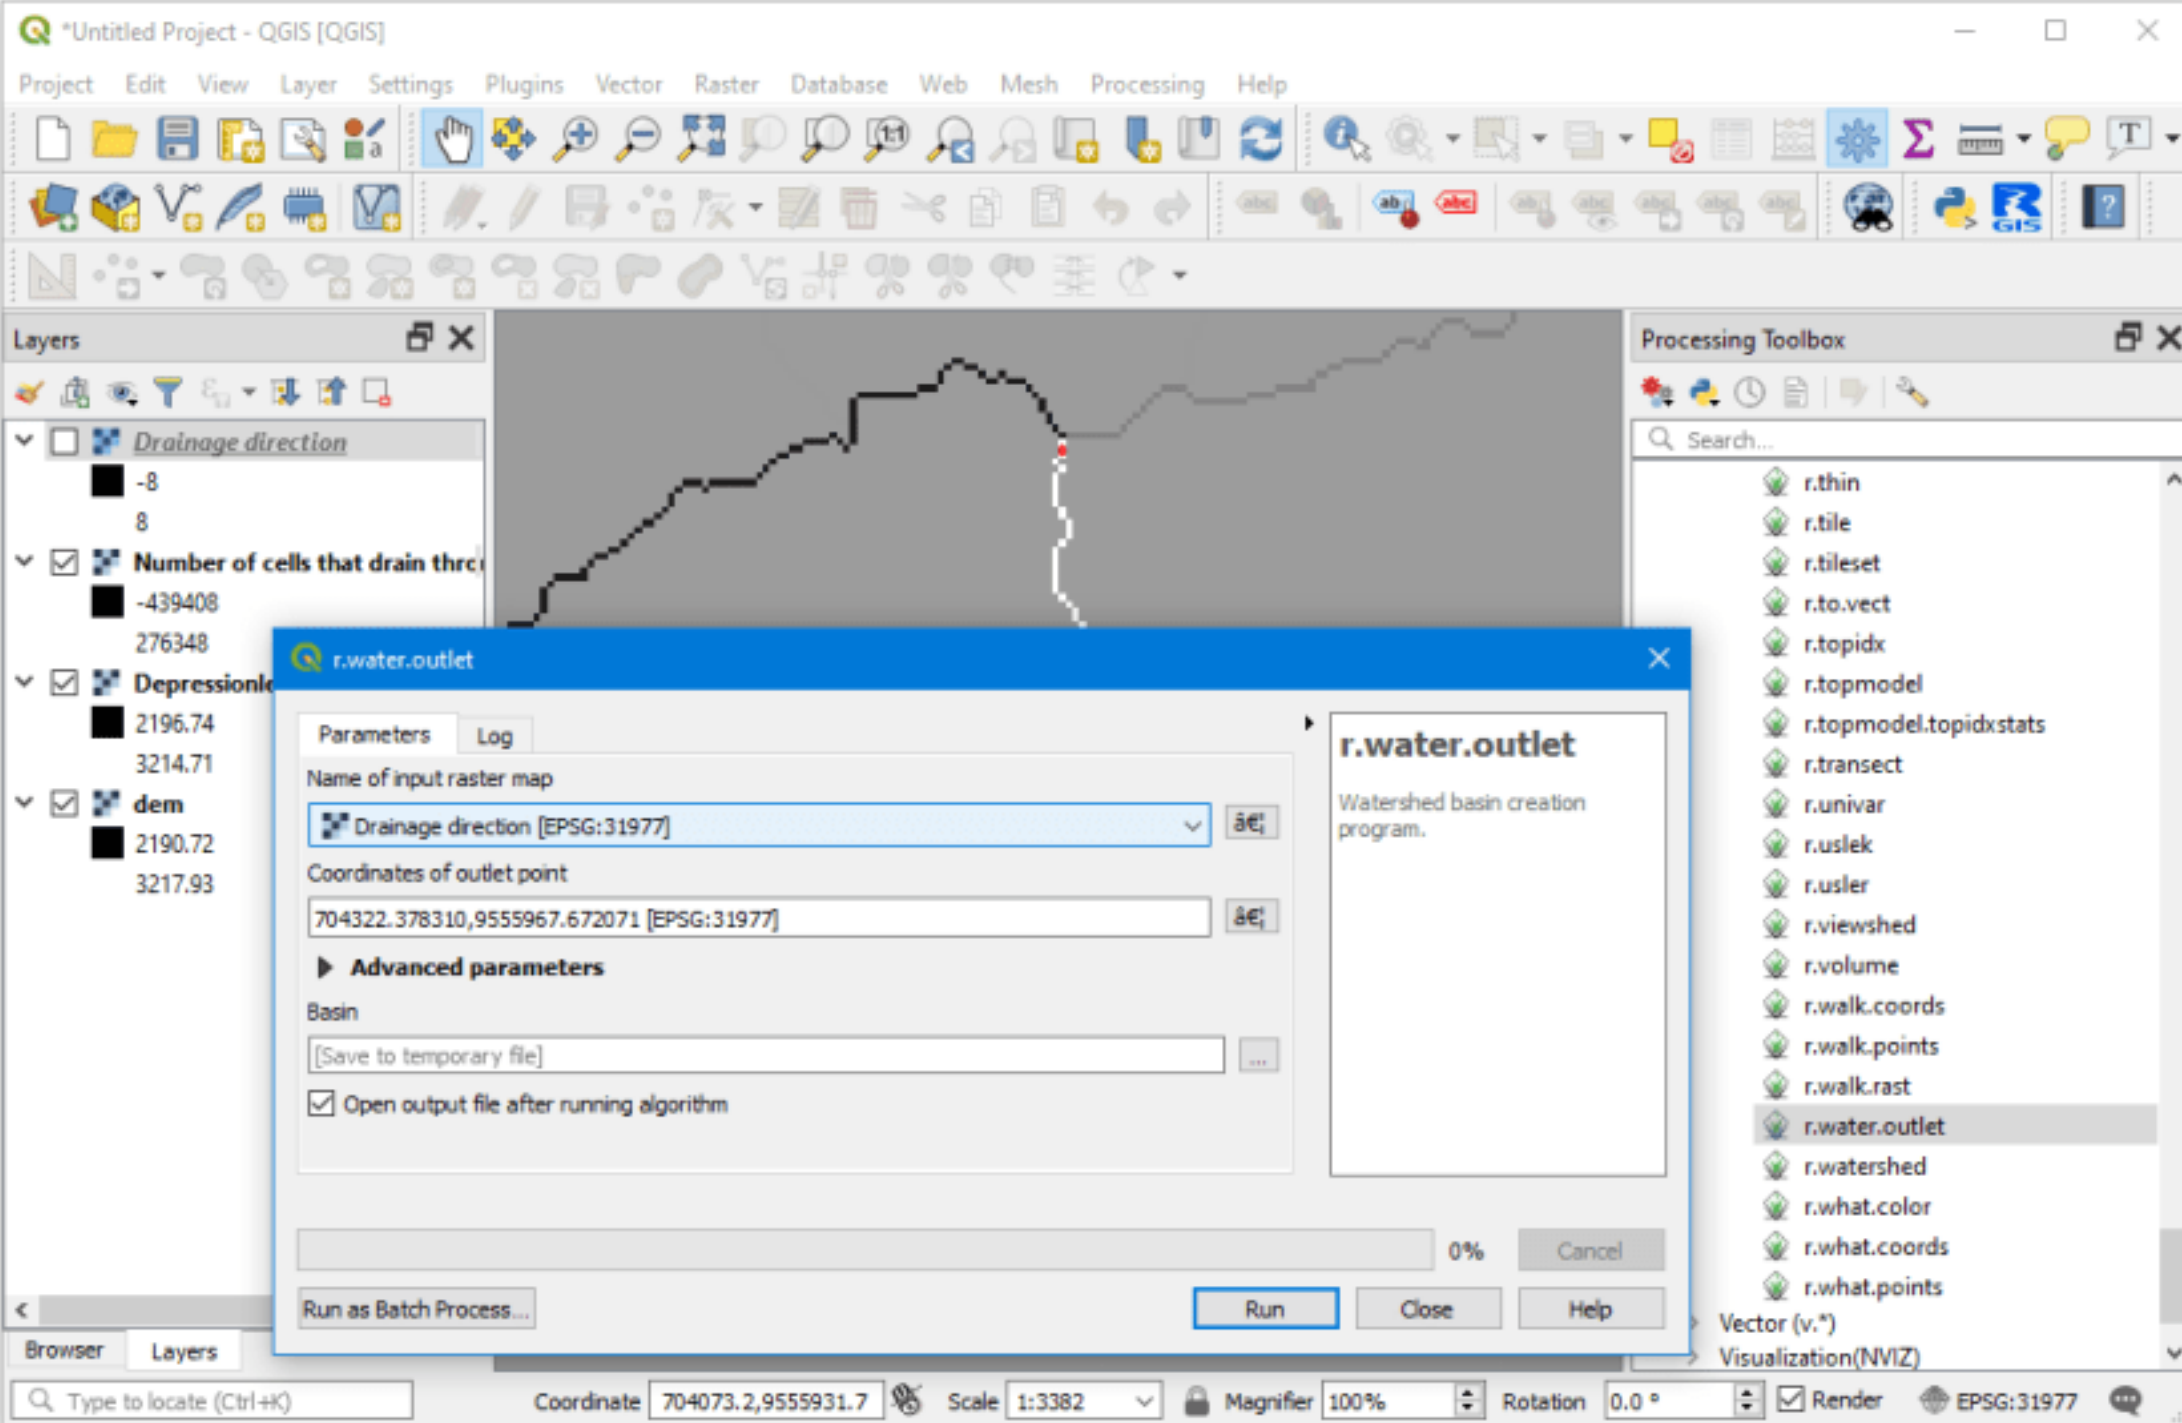 *Untitled Project - QGIS [QGIS]
Project Edit View Layer Settings Plugins Vector Raster Database Web Mesh Processing Help
Layers
Drainage direction
-8
8
Number of cells that drain thro
-439408
276348
Depressionle
2196.74
3214.71
dem
2190.72
3217.93
Browser Layers
r.water.outlet
Parameters Log
Name of input raster map
Drainage direction [EPSG:31977]
â€¦
Coordinates of outlet point
704322.378310,9555967.672071 [EPSG:31977]
â€¦
Advanced parameters
Basin
[Save to temporary file]
...
Open output file after running algorithm
r.water.outlet
Watershed basin creation
program.
0%
Cancel
Run as Batch Process...
Run Close Help
Processing Toolbox
Search...
r.thin
r.tile
r.tileset
r.to.vect
r.topidx
r.topmodel
r.topmodel.topidxstats
r.transect
r.univar
r.uslek
r.usler
r.viewshed
r.volume
r.walk.coords
r.walk.points
r.walk.rast
r.water.outlet
r.watershed
r.what.color
r.what.coords
r.what.points
Vector (v.*)
Visualization(NVIZ)
Type to locate (Ctrl+K) Coordinate 704073.2,9555931.7 Scale 1:3382 Magnifier 100% Rotation 0.0 ° Render EPSG:31977